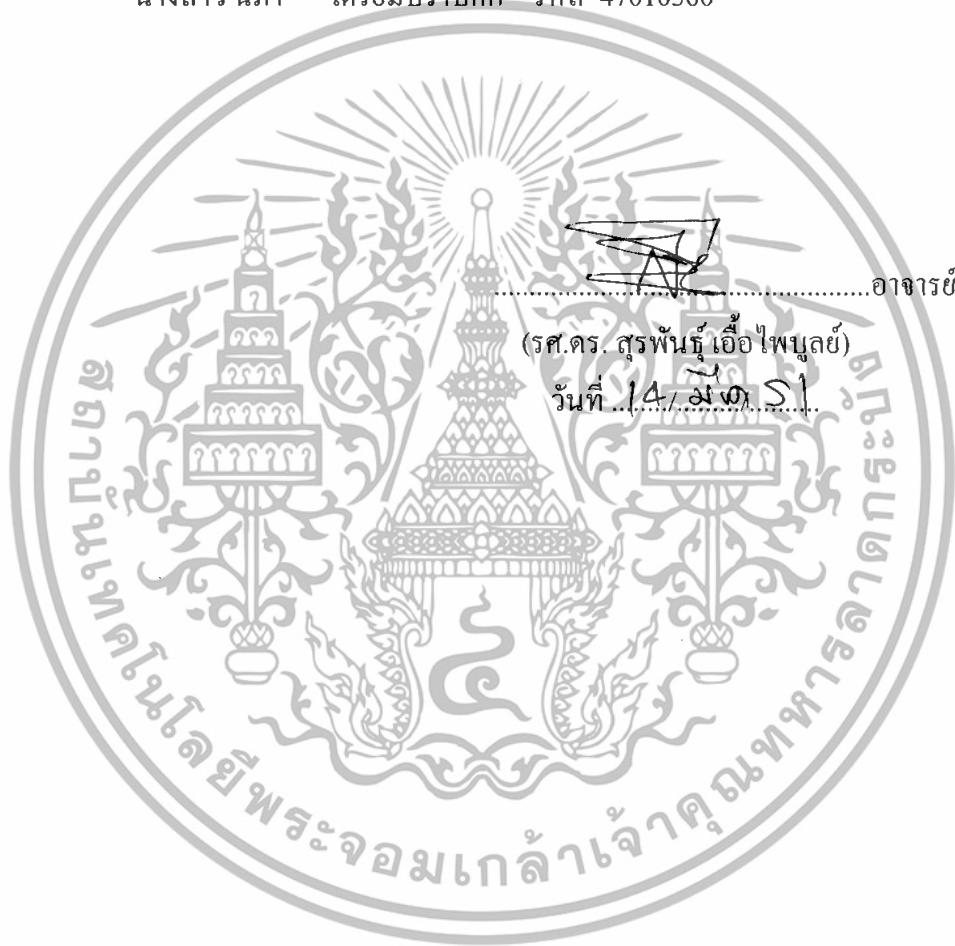 อาจารย์
(รศ.ดร. สุรพันธุ์ เอื้อไพบูลย์)
วันที่ 14/ มีค/ 51
สถาบันเทคโนโลยีพระจอมเกล้าเจ้าคุณทหารลาดกระบัง
๔